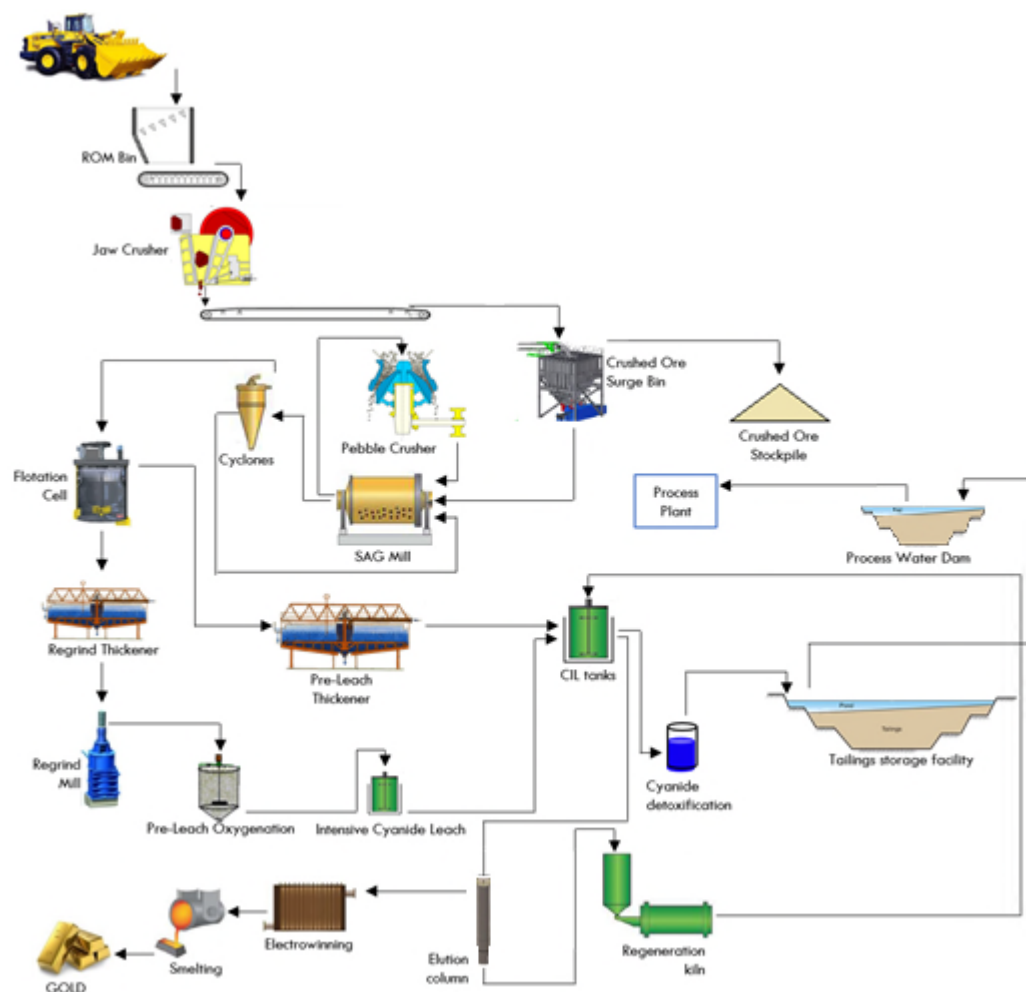 ROM Bin
Jaw Crusher
Crushed Ore
Surge Bin
Pebble Crusher
Cyclones
Crushed Ore
Stockpile
Flotation
Cell
Process
Plant
SAG Mill
Process Water Dam
Regrind Thickener
Pre-Leach
Thickener
CIL tanks
Pond
Tailings
Tailings storage facility
Regrind
Mill
Cyanide
detoxification
Pre-Leach Oxygenation
Intensive Cyanide Leach
Electrowinning
Elution
column
Regeneration
kiln
Smelting
GOLD